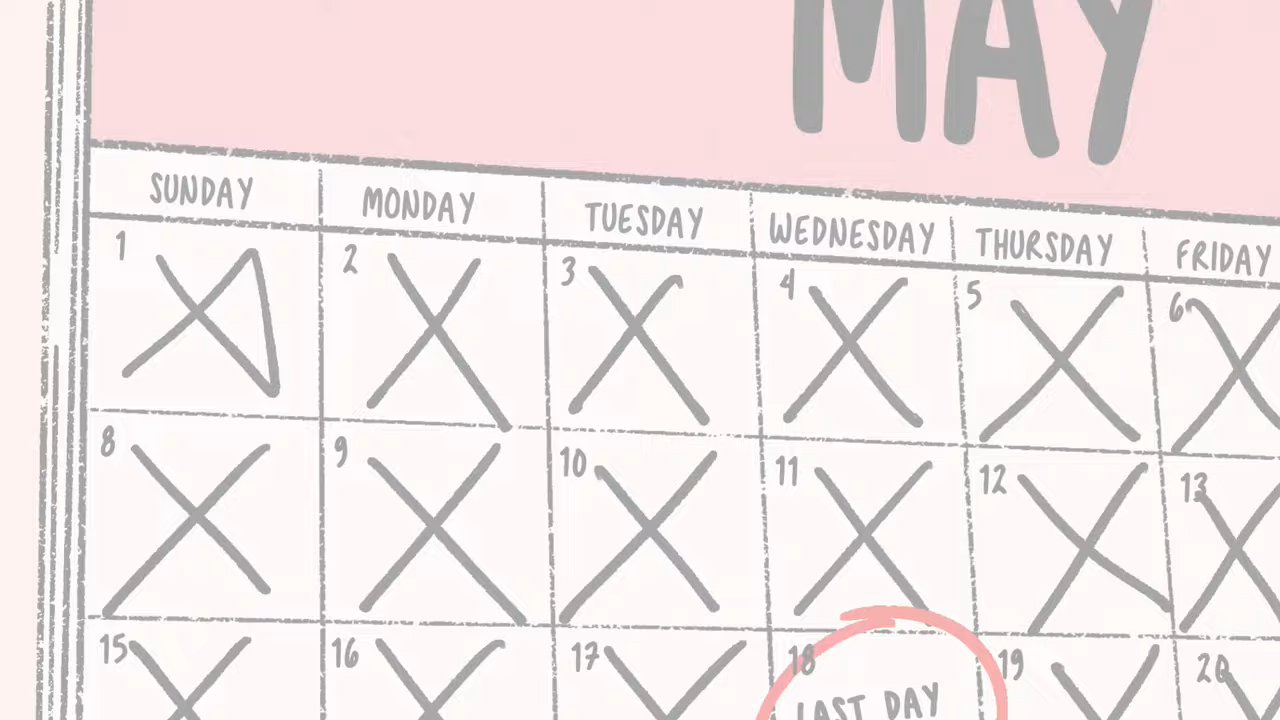 MAY
SUNDAY MONDAY TUESDAY WEDNESDAY THURSDAY FRIDAY
1 2 3 4 5 6
8 9 10 11 12 13
15 16 17 18 19 20
LAST DAY